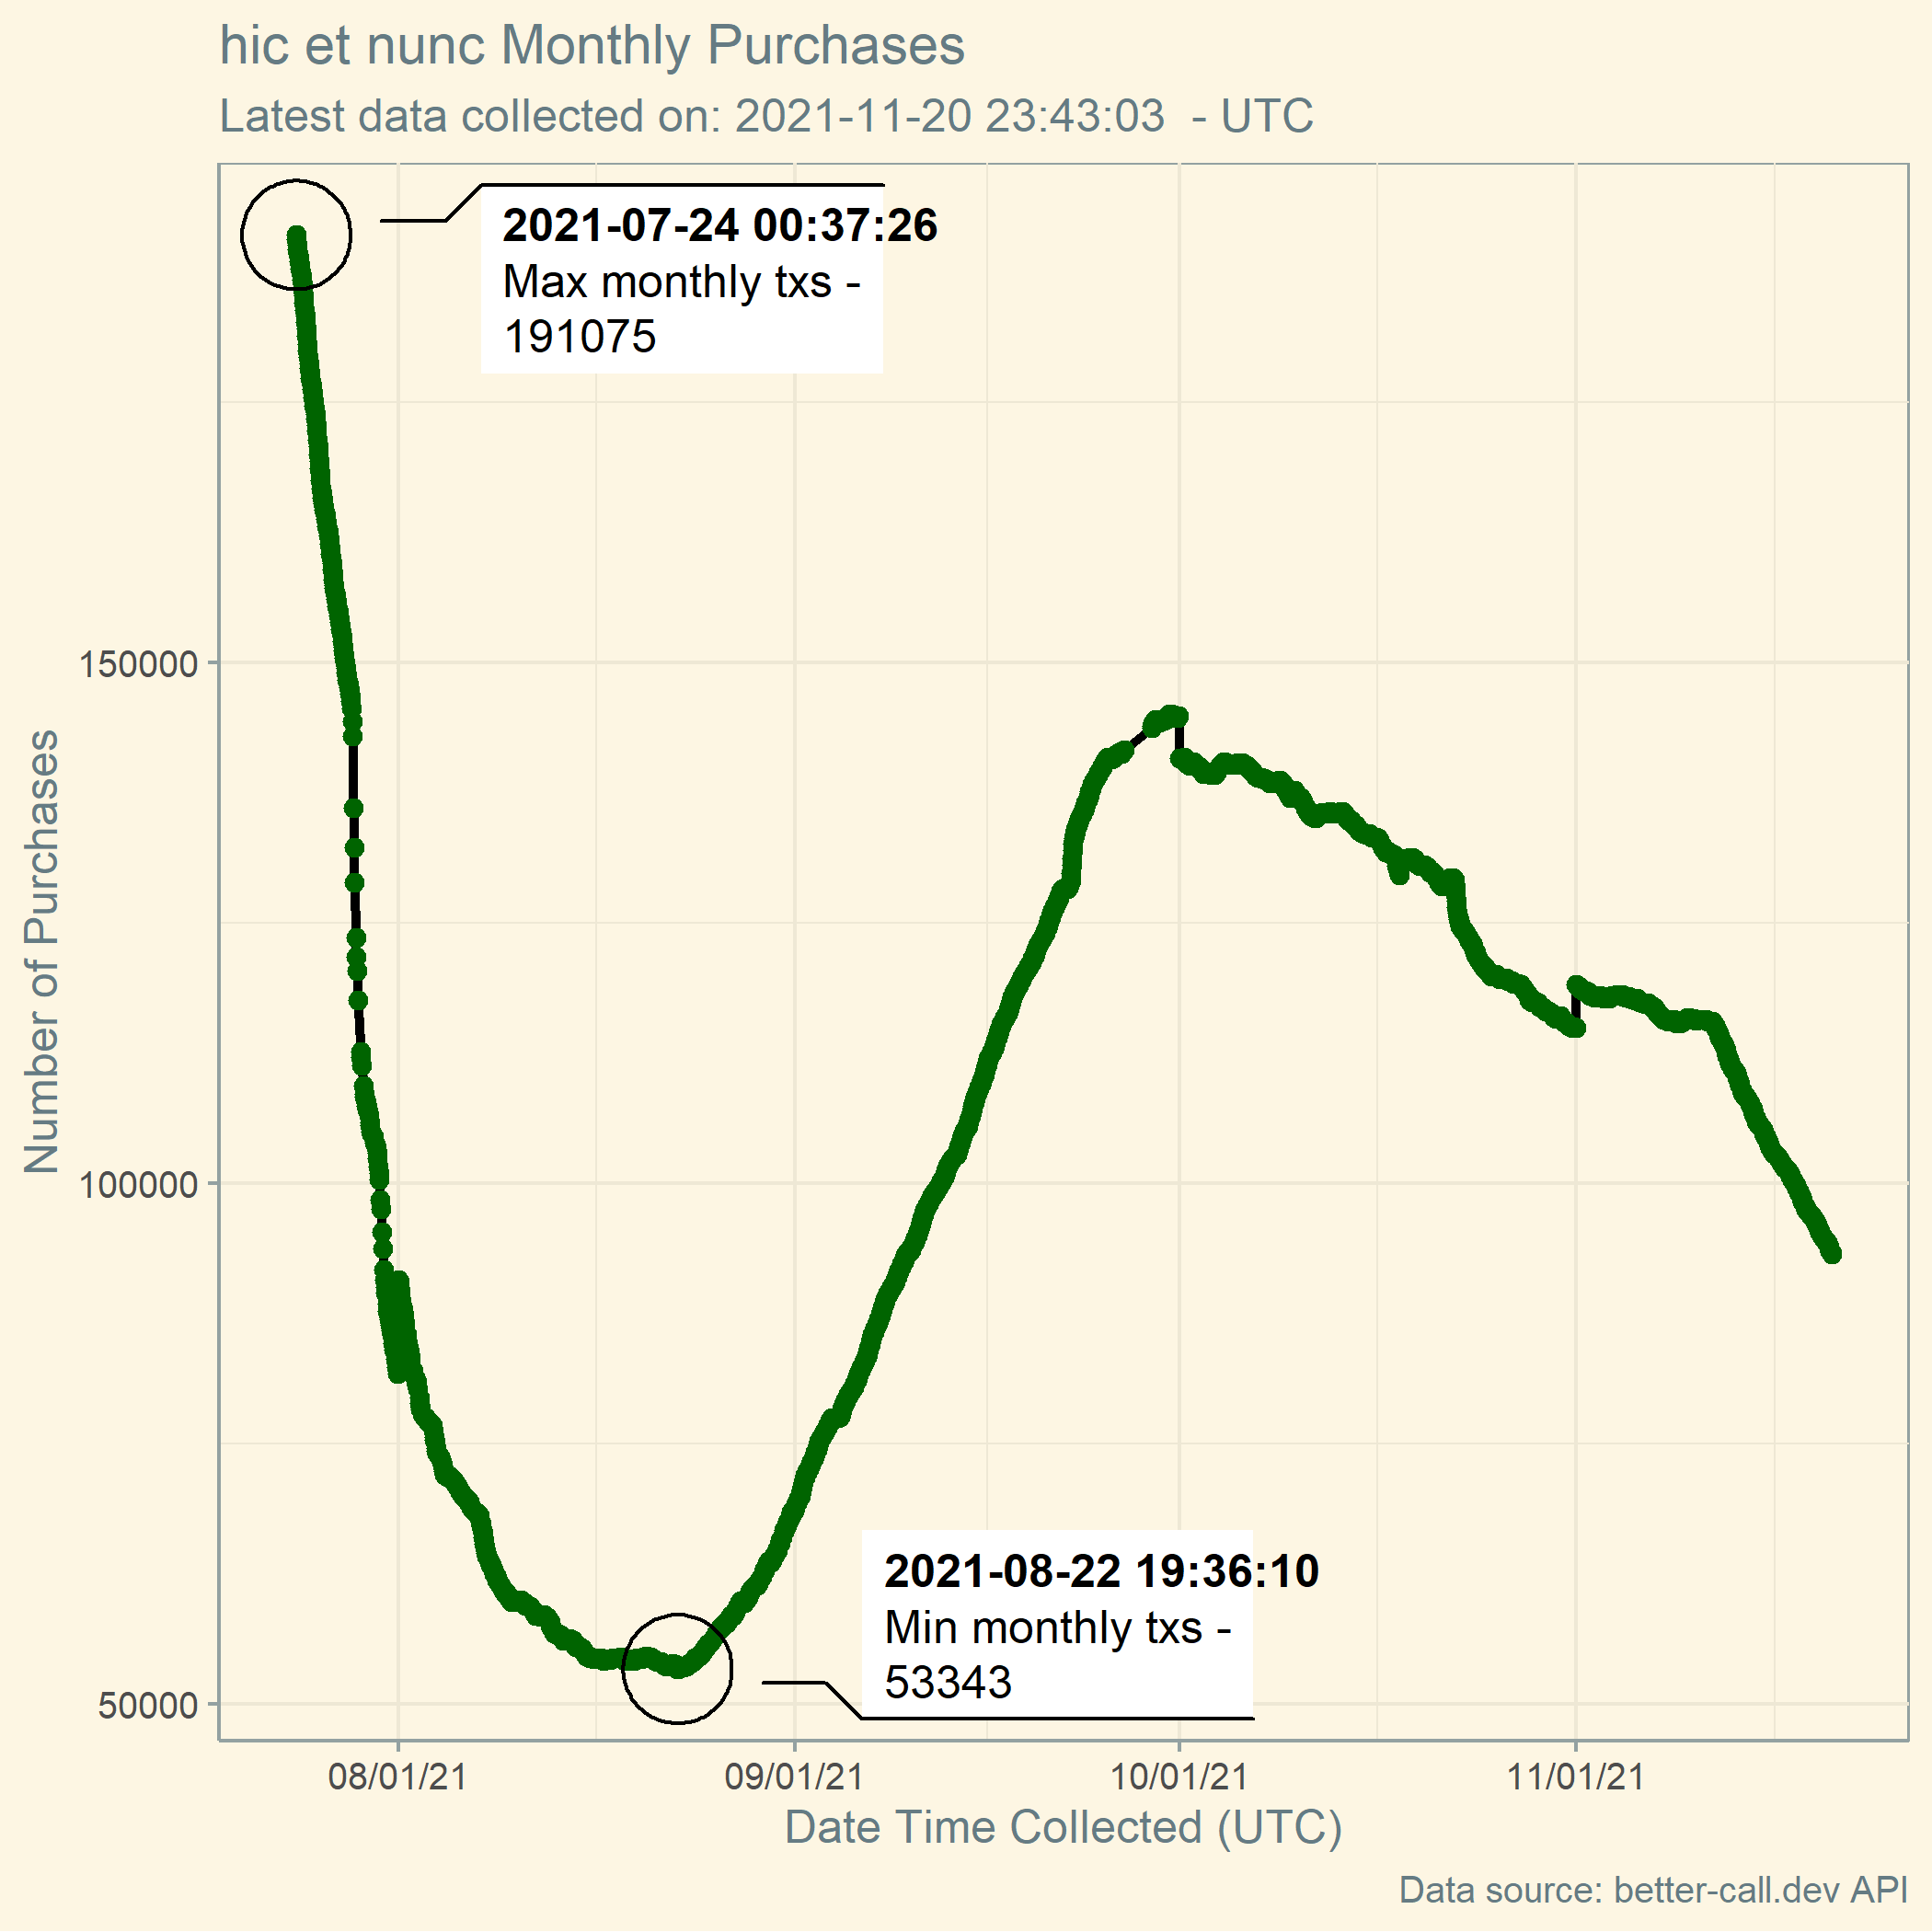 hic et nunc Monthly Purchases
Latest data collected on: 2021-11-20 23:43:03  - UTC
2021-07-24 00:37:26
Max monthly txs -
191075
Number of Purchases
150000
100000
50000
2021-08-22 19:36:10
Min monthly txs -
53343
08/01/21
09/01/21
10/01/21
11/01/21
Date Time Collected (UTC)
Data source: better-call.dev API